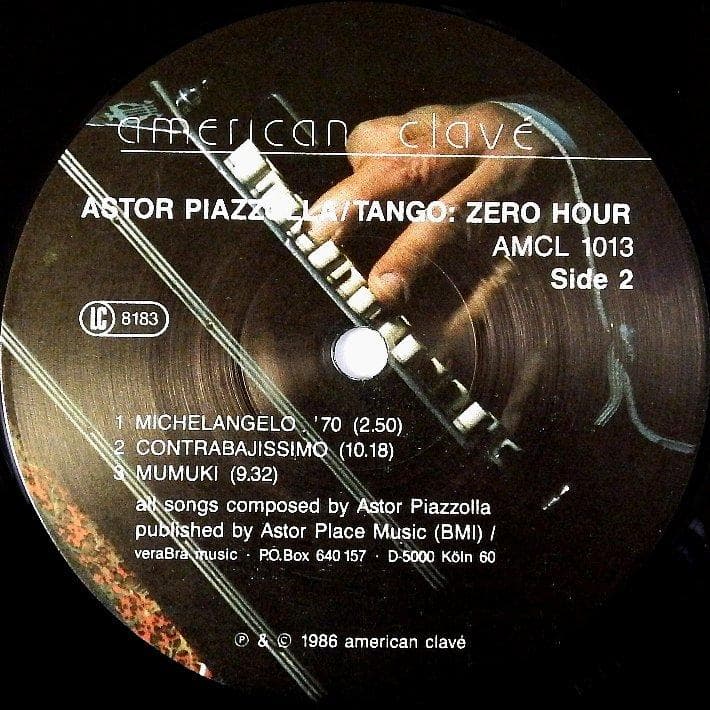 american clavé
ASTOR PIAZZOLLA/TANGO: ZERO HOUR
AMCL 1013
Side 2
LC 8183
1 MICHELANGELO '70 (2.50)
2 CONTRABAJISSIMO (10.18)
3 MUMUKI (9.32)
all songs composed by Astor Piazzolla
published by Astor Place Music (BMI) /
veraBra music · P.O.Box 640 157 · D-5000 Köln 60
℗ & © 1986 american clavé